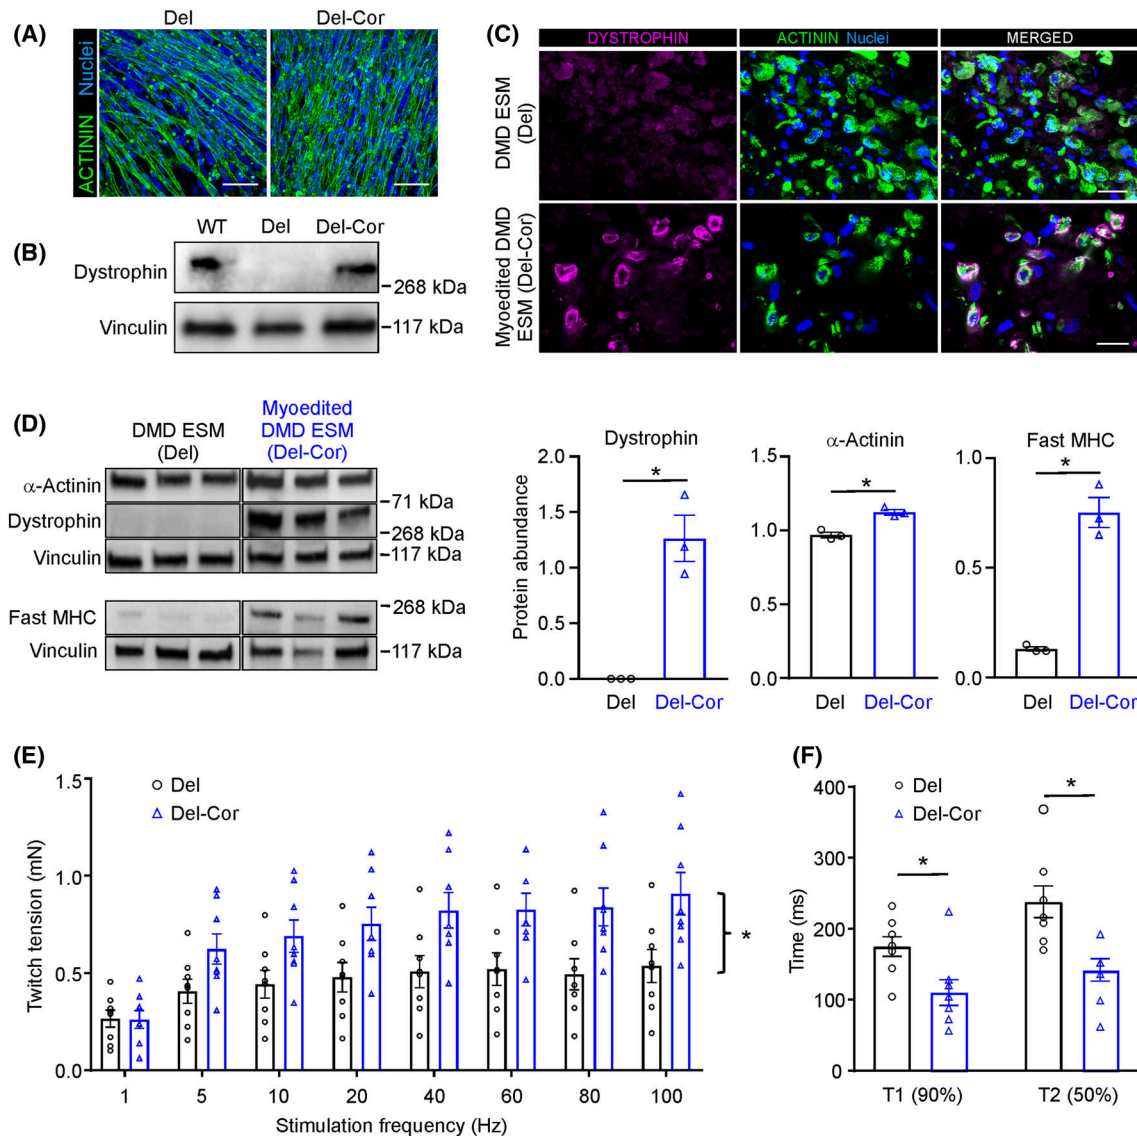 (A)
Del
Del-Cor
ACTININ Nuclei
(B)
WT Del Del-Cor
Dystrophin
268 kDa
Vinculin
117 kDa
(C)
DYSTROPHIN
ACTININ Nuclei
MERGED
DMD ESM
(Del)
Myoedited DMD
ESM (Del-Cor)
(D)
DMD ESM
(Del)
Myoedited
DMD ESM
(Del-Cor)
α-Actinin
71 kDa
Dystrophin
268 kDa
Vinculin
117 kDa
Fast MHC
268 kDa
Vinculin
117 kDa
Protein abundance
Dystrophin
2.0
1.5
1.0
0.5
0.0
*
Del Del-Cor
α-Actinin
1.5
1.0
0.5
0.0
*
Del Del-Cor
Fast MHC
1.0
0.5
0.0
*
Del Del-Cor
(E)
Twitch tension (mN)
1.5
1.0
0.5
0.0
Del
Del-Cor
*
1 5 10 20 40 60 80 100
Stimulation frequency (Hz)
(F)
Time (ms)
400
300
200
100
0
Del
Del-Cor
*
*
T1 (90%) T2 (50%)